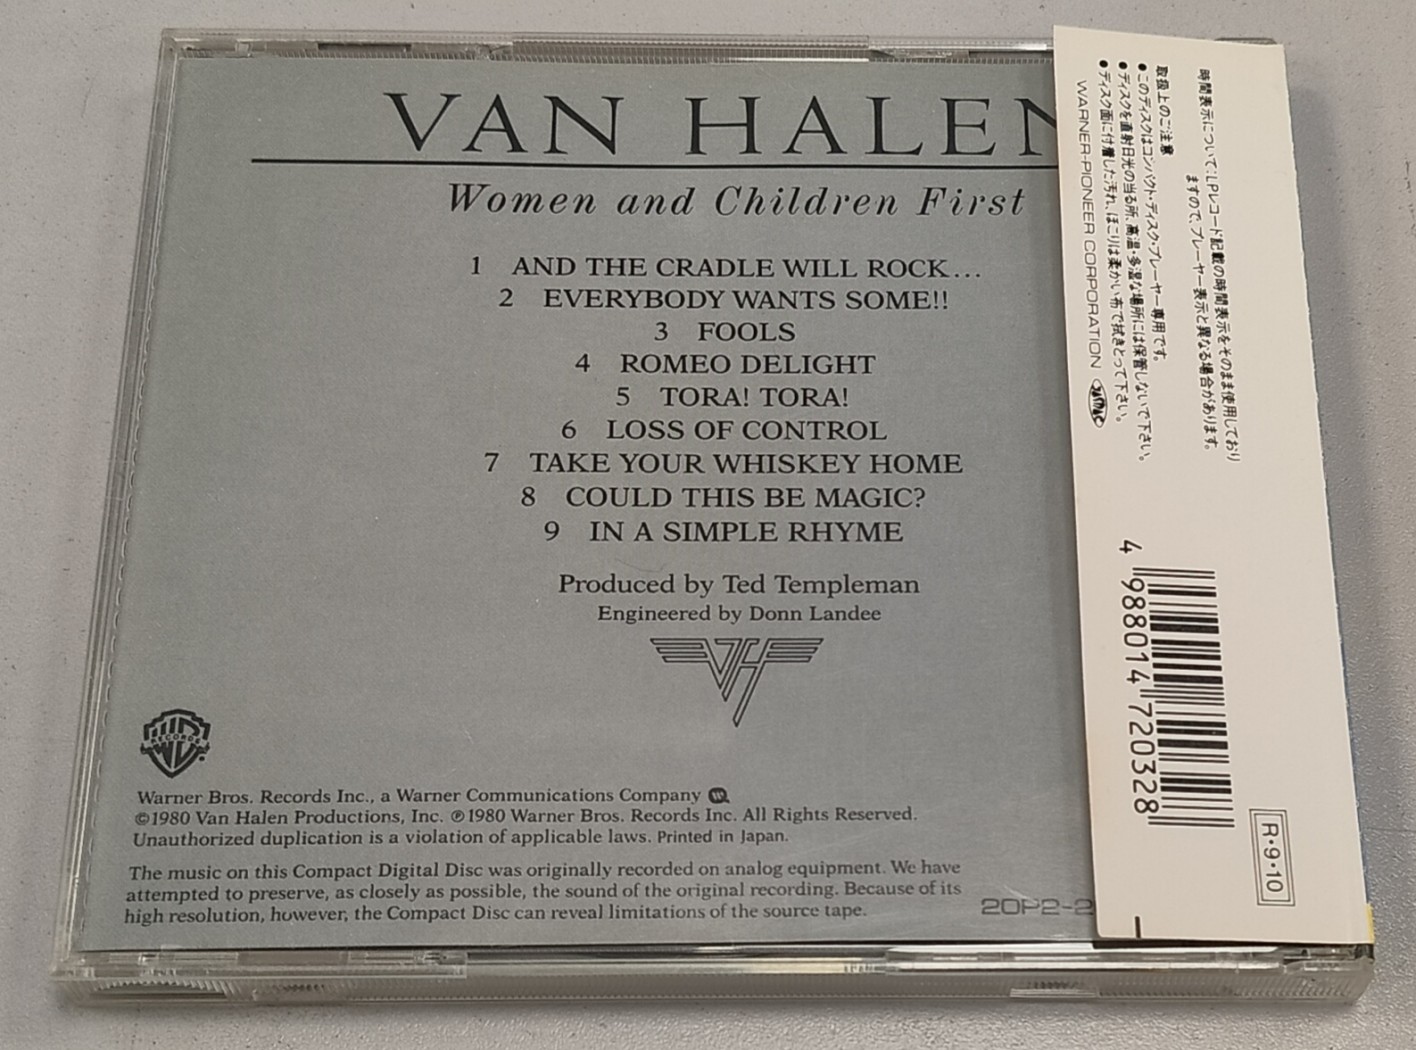 VAN HALEN
Women and Children First
1 AND THE CRADLE WILL ROCK...
2 EVERYBODY WANTS SOME!!
3 FOOLS
4 ROMEO DELIGHT
5 TORA! TORA!
6 LOSS OF CONTROL
7 TAKE YOUR WHISKEY HOME
8 COULD THIS BE MAGIC?
9 IN A SIMPLE RHYME
Produced by Ted Templeman
Engineered by Donn Landee
RECORDS
Warner Bros. Records Inc., a Warner Communications Company
©1980 Van Halen Productions, Inc. ℗1980 Warner Bros. Records Inc. All Rights Reserved.
Unauthorized duplication is a violation of applicable laws. Printed in Japan.
The music on this Compact Digital Disc was originally recorded on analog equipment. We have
attempted to preserve, as closely as possible, the sound of the original recording. Because of its
high resolution, however, the Compact Disc can reveal limitations of the source tape.
20P2-2
時間表示について:LPレコード記載の時間表示をそのまま使用しており
ますので、プレーヤー表示と異なる場合があります。
取扱上のご注意
●このディスクはコンパクト・ディスク・プレーヤー専用です。
●ディスクを直射日光の当る所、高温・多湿な場所には保管しないで下さい。
●ディスク面に付着した汚れ、ほこりは柔かい布で拭きとって下さい。
WARNER-PIONEER CORPORATION
4 988014 720328
R・9・10